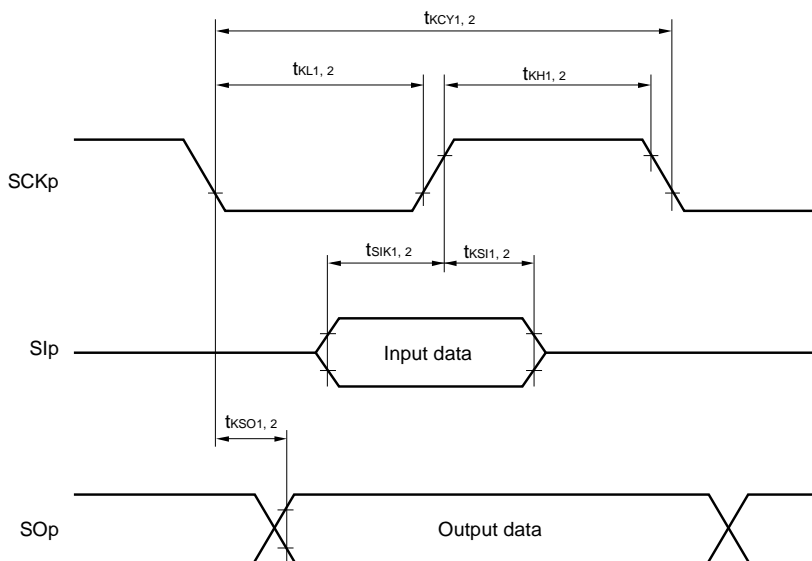 tKCY1, 2
tKL1, 2
tKH1, 2
SCKp
tSIK1, 2
tKSI1, 2
SIp
Input data
tKSO1, 2
SOp
Output data